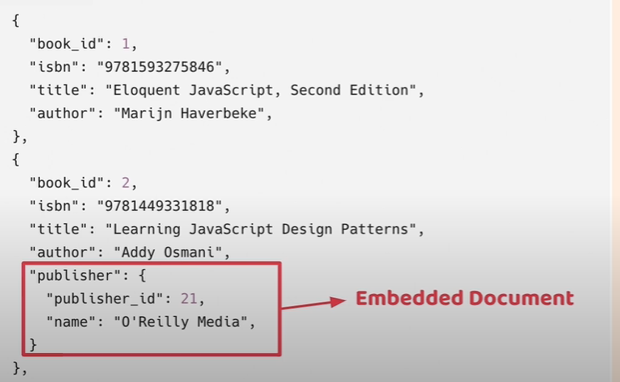 {
"book_id": 1,
"isbn": "9781593275846",
"title": "Eloquent JavaScript, Second Edition",
"author": "Marijn Haverbeke",
},
{
"book_id": 2,
"isbn": "9781449331818",
"title": "Learning JavaScript Design Patterns",
"author": "Addy Osmani",
"publisher": {
"publisher_id": 21,
Embedded Document
"name": "O'Reilly Media",
}
},